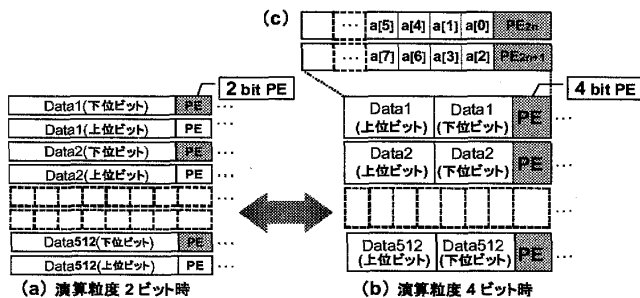 (c)
... a[5] a[4] a[1] a[0] PE2n
... a[7] a[6] a[3] a[2] PE2n+1
2 bit PE
Data1(下位ビット) PE ...
Data1(上位ビット) PE ...
Data2(下位ビット) PE ...
Data2(上位ビット) PE ...
...
Data512(下位ビット) PE ...
Data512(上位ビット) PE ...
(a) 演算粒度 2 ビット時
4 bit PE
Data1 (上位ビット) Data1 (下位ビット) PE ...
Data2 (上位ビット) Data2 (下位ビット) PE ...
...
Data512 (上位ビット) Data512 (下位ビット) PE ...
(b) 演算粒度 4 ビット時